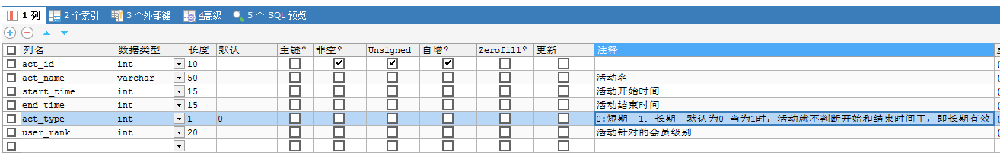 1 列 2 个索引 3 个外部键 4高级 5 个 SQL 预览
列名 数据类型 长度 默认 主键? 非空? Unsigned 自增? Zerofill? 更新 注释
act_id int 10
act_name varchar 50 活动名
start_time int 15 活动开始时间
end_time int 15 活动结束时间
act_type int 1 0 0:短期 1: 长期 默认为0 当为1时, 活动就不判断开始和结束时间了, 即长期有效
user_rank int 20 活动针对的会员级别